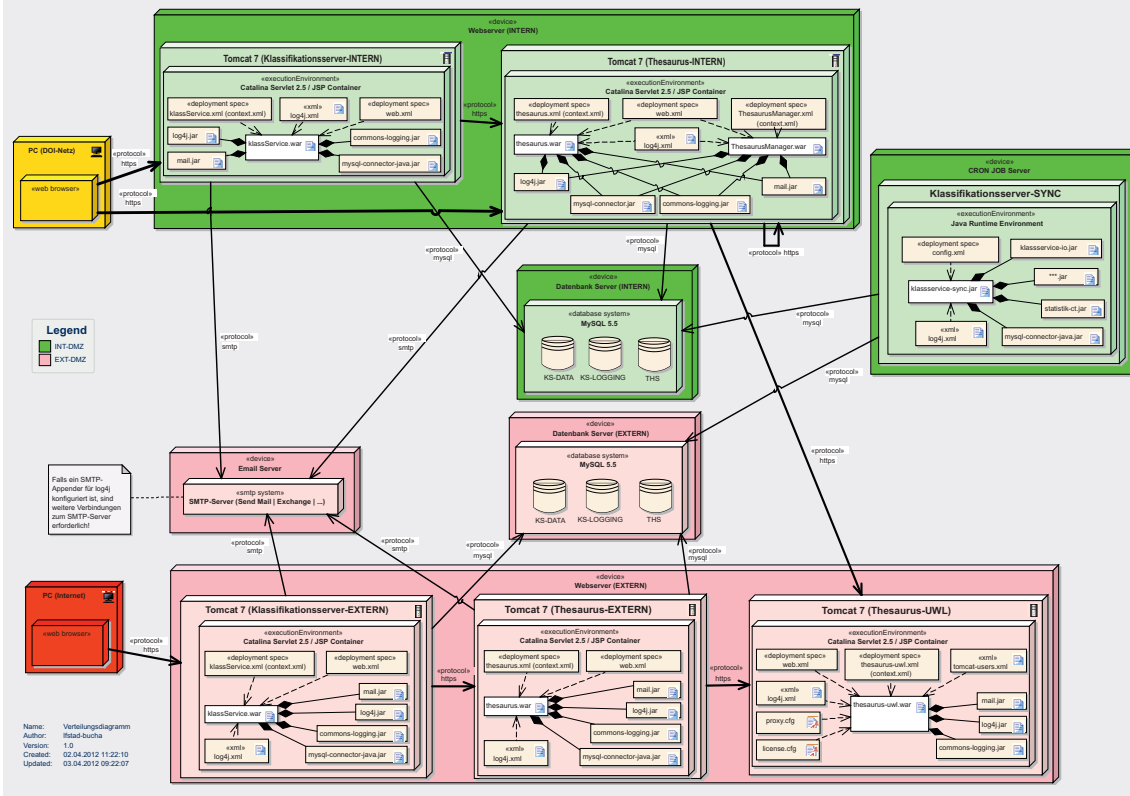 «device»
Webserver (INTERN)
Tomcat 7 (Klassifikationsserver-INTERN)
«executionEnvironment»
Catalina Servlet 2.5 / JSP Container
«deployment spec»
klassService.xml (context.xml)
«xml»
log4j.xml
«deployment spec»
web.xml
log4j.jar
klassService.war
commons-logging.jar
mail.jar
mysql-connector-java.jar
«protocol»
https
Tomcat 7 (Thesaurus-INTERN)
«executionEnvironment»
Catalina Servlet 2.5 / JSP Container
«deployment spec»
thesaurus.xml (context.xml)
«deployment spec»
web.xml
«deployment spec»
ThesaurusManager.xml
(context.xml)
thesaurus.war
«xml»
log4j.xml
ThesaurusManager.war
log4j.jar
mail.jar
mysql-connector.jar
commons-logging.jar
PC (DOI-Netz)
«web browser»
«protocol»
https
«protocol»
https
«protocol»
mysql
«protocol»
mysql
«protocol» https
«device»
CRON JOB Server
Klassifikationsserver-SYNC
«executionEnvironment»
Java Runtime Environment
«deployment spec»
config.xml
klassservice-io.jar
***.jar
klassservice-sync.jar
statistik-ct.jar
«xml»
log4j.xml
mysql-connector-java.jar
«device»
Datenbank Server (INTERN)
«database system»
MySQL 5.5
KS-DATA
KS-LOGGING
THS
«protocol»
mysql
«protocol»
mysql
Legend
INT-DMZ
EXT-DMZ
«protocol»
smtp
«protocol»
smtp
«device»
Datenbank Server (EXTERN)
«database system»
MySQL 5.5
KS-DATA
KS-LOGGING
THS
«protocol»
https
«device»
Email Server
«smtp system»
SMTP-Server (Send Mail | Exchange | ...)
Falls ein SMTP-
Appender für log4j
konfiguriert ist, sind
weitere Verbindungen
zum SMTP-Server
erforderlich!
«protocol»
smtp
«protocol»
smtp
«protocol»
mysql
«protocol»
mysql
PC (Internet)
«web browser»
«protocol»
https
«device»
Webserver (EXTERN)
Tomcat 7 (Klassifikationsserver-EXTERN)
«executionEnvironment»
Catalina Servlet 2.5 / JSP Container
«deployment spec»
klassService.xml (context.xml)
«deployment spec»
web.xml
mail.jar
klassService.war
log4j.jar
commons-logging.jar
«xml»
log4j.xml
mysql-connector-java.jar
«protocol»
https
Tomcat 7 (Thesaurus-EXTERN)
«executionEnvironment»
Catalina Servlet 2.5 / JSP Container
«deployment spec»
thesaurus.xml (context.xml)
«deployment spec»
web.xml
mail.jar
thesaurus.war
log4j.jar
commons-logging.jar
«xml»
log4j.xml
mysql-connector-java.jar
«protocol»
https
Tomcat 7 (Thesaurus-UWL)
«executionEnvironment»
Catalina Servlet 2.5 / JSP Container
«deployment spec»
web.xml
«deployment spec»
thesaurus-uwl.xml
(context.xml)
«xml»
tomcat-users.xml
«xml»
log4j.xml
thesaurus-uwl.war
mail.jar
proxy.cfg
log4j.jar
license.cfg
commons-logging.jar
Name: Verteilungsdiagramm
Author: lfstad-bucha
Version: 1.0
Created: 02.04.2012 11:22:10
Updated: 03.04.2012 09:22:07